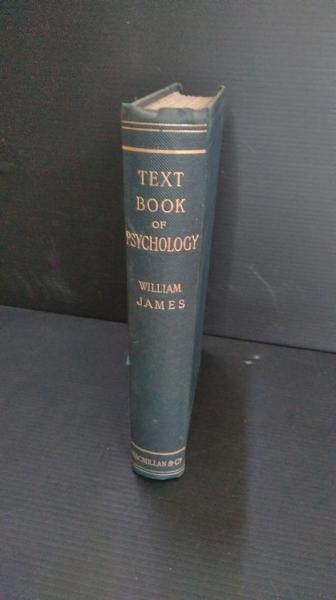 TEXT
BOOK
OF
PSYCHOLOGY
WILLIAM
JAMES
MACMILLAN & Co